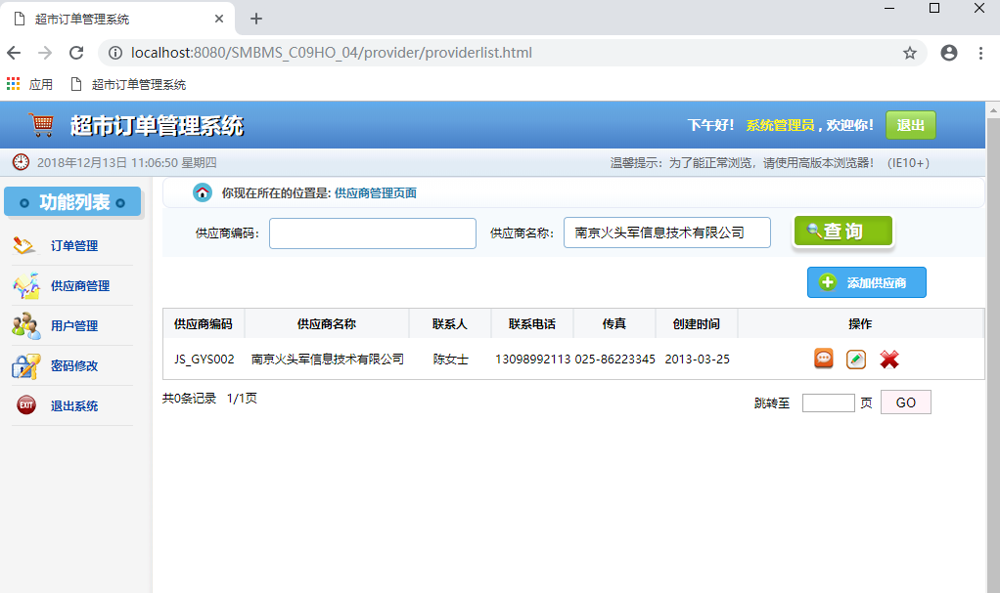 超市订单管理系统
localhost:8080/SMBMS_C09HO_04/provider/providerlist.html
应用 超市订单管理系统
超市订单管理系统 下午好! 系统管理员, 欢迎你! 退出
2018年12月13日 11:06:50 星期四 温馨提示：为了能正常浏览，请使用高版本浏览器！（IE10+）
功能列表
订单管理
供应商管理
用户管理
密码修改
EXIT 退出系统
你现在所在的位置是: 供应商管理页面
供应商编码： 供应商名称： 南京火头军信息技术有限公司 查询
添加供应商
供应商编码 供应商名称 联系人 联系电话 传真 创建时间 操作
JS_GYS002 南京火头军信息技术有限公司 陈女士 13098992113 025-86223345 2013-03-25
共0条记录 1/1页 跳转至 页 GO